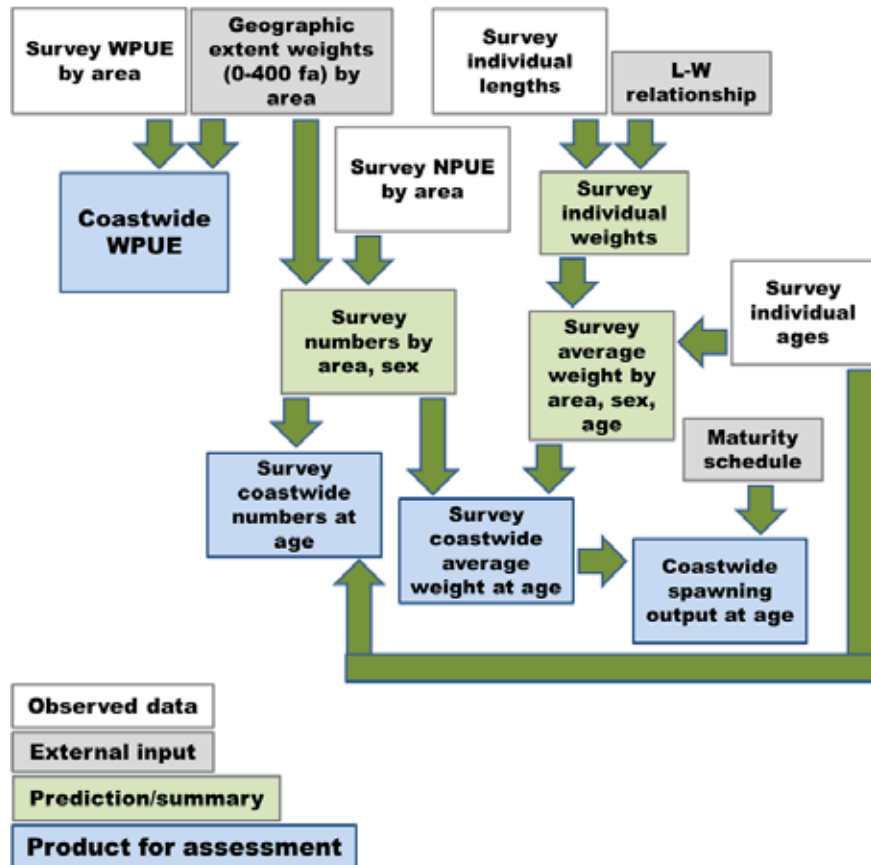 Survey WPUE
by area
Geographic
extent weights
(0-400 fa) by
area
Survey
individual
lengths
L-W
relationship
Coastwide
WPUE
Survey NPUE
by area
Survey
individual
weights
Survey
numbers by
area, sex
Survey
average
weight by
area, sex,
age
Survey
individual
ages
Maturity
schedule
Survey
coastwide
numbers at
age
Survey
coastwide
average
weight at age
Coastwide
spawning
output at age
Observed data
External input
Prediction/summary
Product for assessment